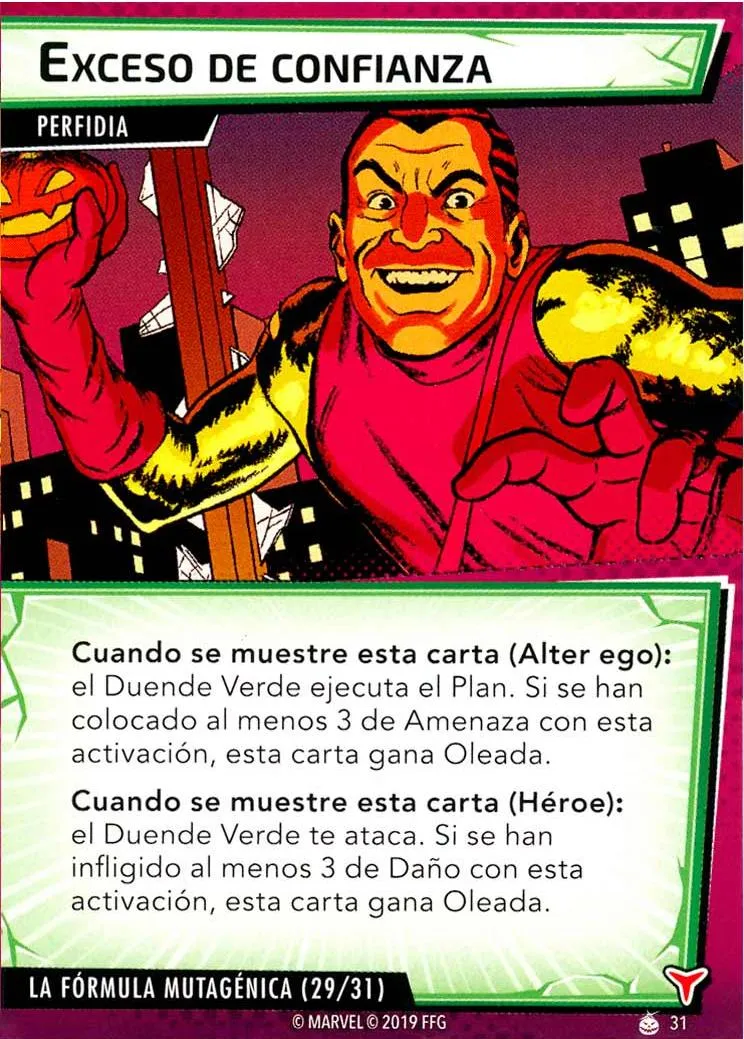 EXCESO DE CONFIANZA
PERFIDIA
Cuando se muestre esta carta (Alter ego):
el Duende Verde ejecuta el Plan. Si se han
colocado al menos 3 de Amenaza con esta
activación, esta carta gana Oleada.
Cuando se muestre esta carta (Héroe):
el Duende Verde te ataca. Si se han
infligido al menos 3 de Daño con esta
activación, esta carta gana Oleada.
LA FÓRMULA MUTAGÉNICA (29/31)
© MARVEL © 2019 FFG
31